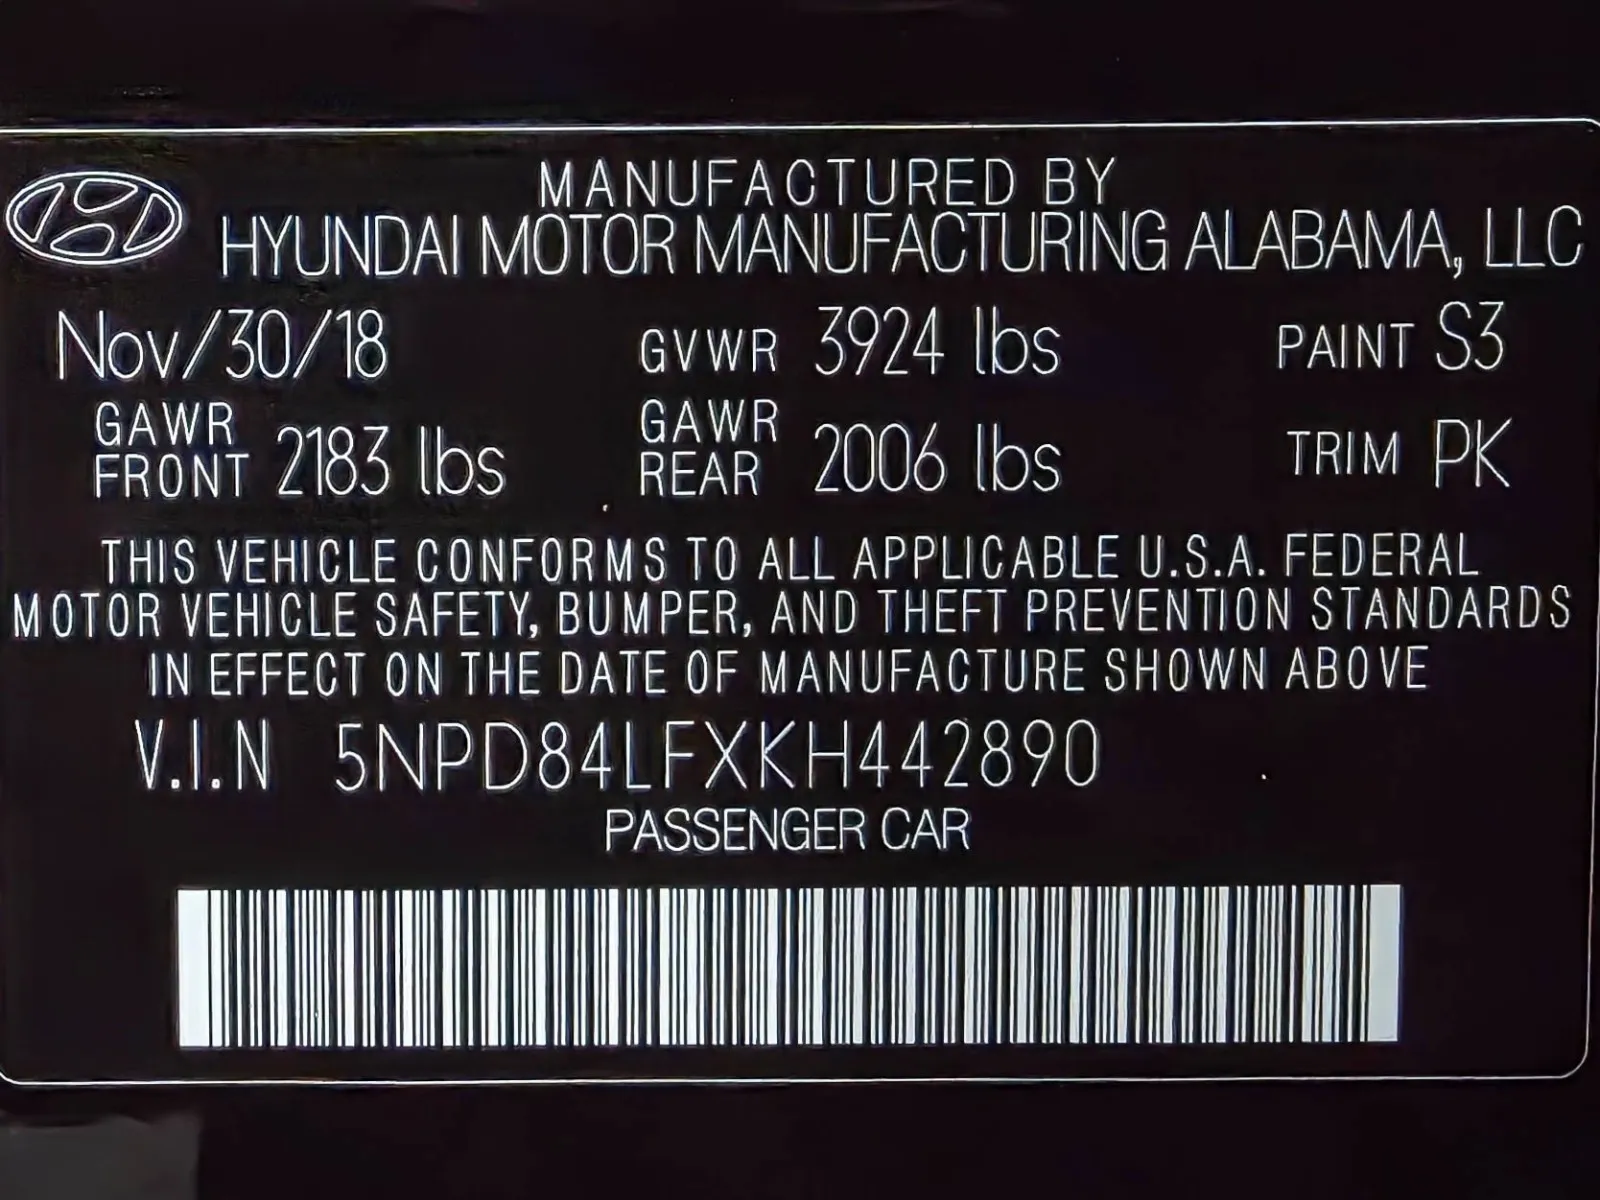 MANUFACTURED BY
HYUNDAI MOTOR MANUFACTURING ALABAMA, LLC
Nov/30/18 GVWR 3924 lbs PAINT S3
GAWR FRONT 2183 lbs GAWR REAR 2006 lbs TRIM PK
THIS VEHICLE CONFORMS TO ALL APPLICABLE U.S.A. FEDERAL
MOTOR VEHICLE SAFETY, BUMPER, AND THEFT PREVENTION STANDARDS
IN EFFECT ON THE DATE OF MANUFACTURE SHOWN ABOVE
V.I.N 5NPD84LFXKH442890
PASSENGER CAR